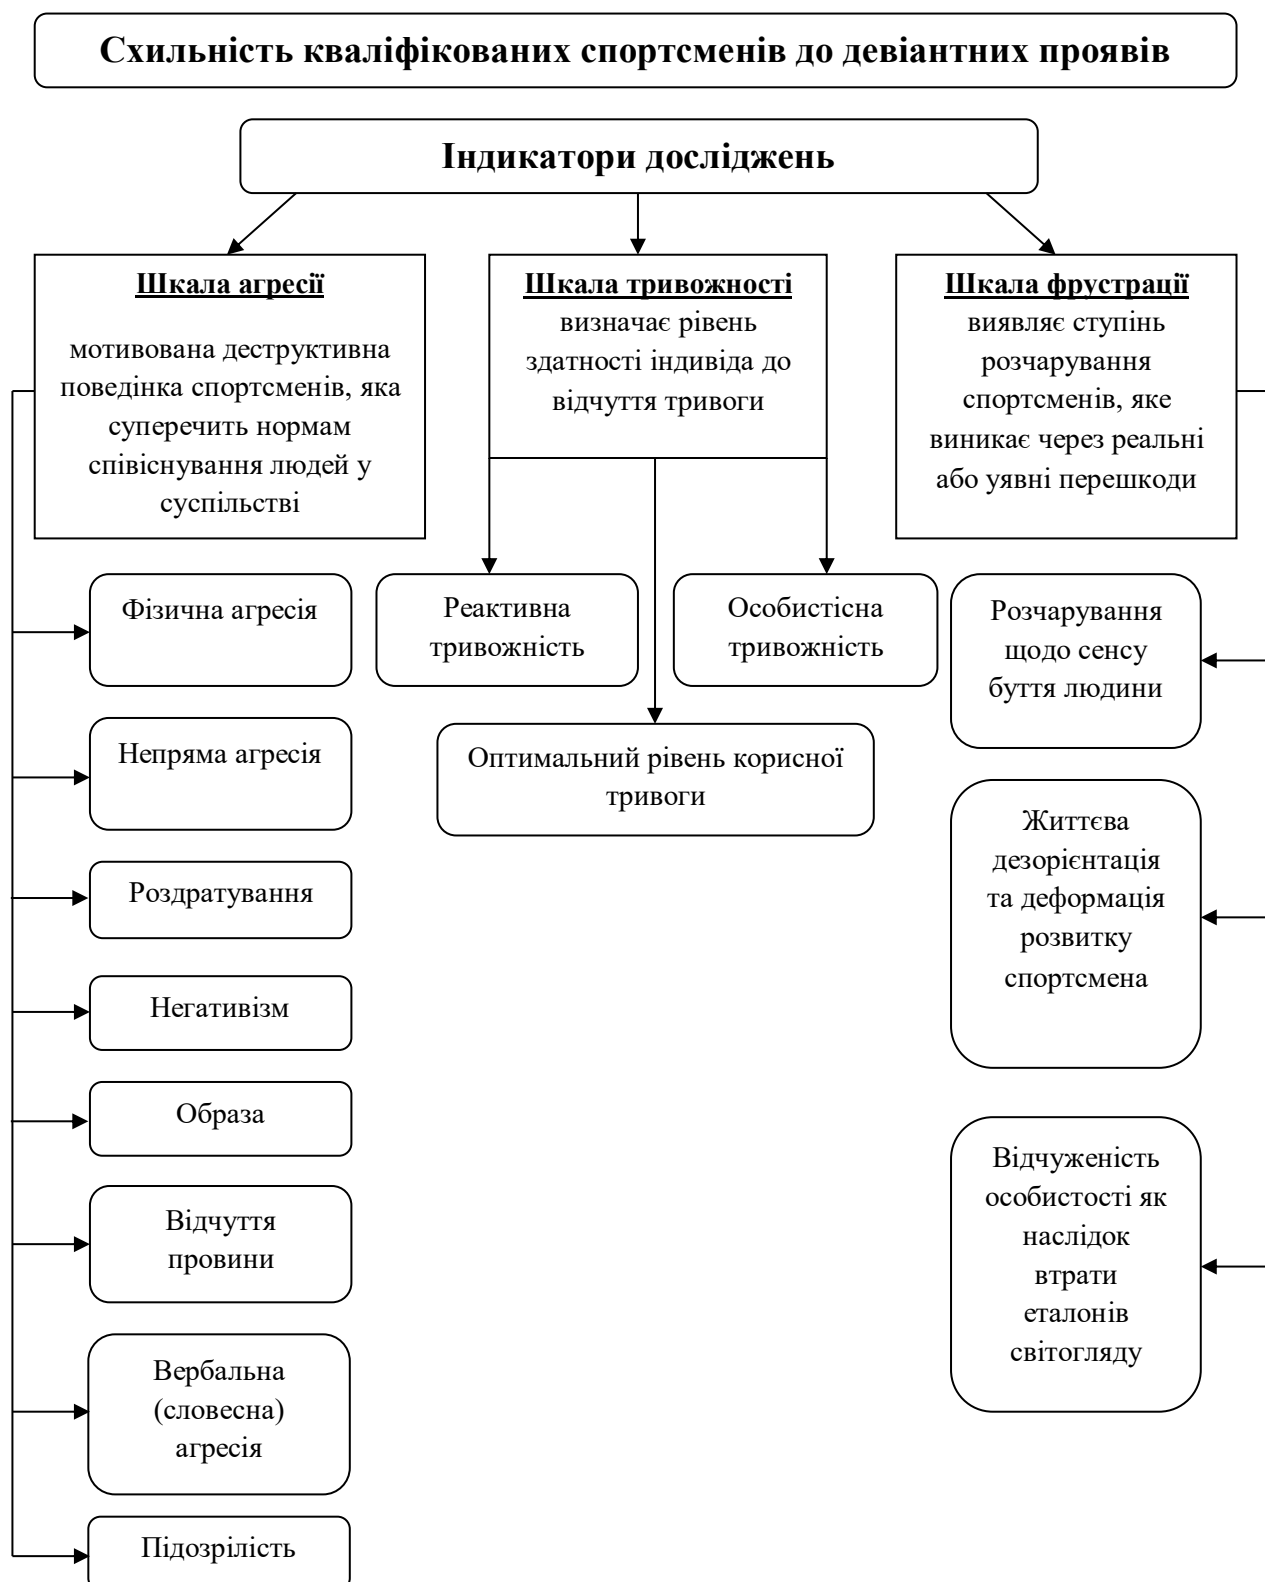 Схильність кваліфікованих спортсменів до девіантних проявів
Індикатори досліджень
Шкала агресії
мотивована деструктивна
поведінка спортсменів, яка
суперечить нормам
співіснування людей у
суспільстві
Шкала тривожності
визначає рівень
здатності індивіда до
відчуття тривоги
Шкала фрустрації
виявляє ступінь
розчарування
спортсменів, яке
виникає через реальні
або уявні перешкоди
Фізична агресія
Непряма агресія
Роздратування
Негативізм
Образа
Відчуття
провини
Вербальна
(словесна)
агресія
Підозрілість
Реактивна
тривожність
Особистісна
тривожність
Оптимальний рівень корисної
тривоги
Розчарування
щодо сенсу
буття людини
Життєва
дезорієнтація
та деформація
розвитку
спортсмена
Відчуженість
особистості як
наслідок
втрати
еталонів
світогляду